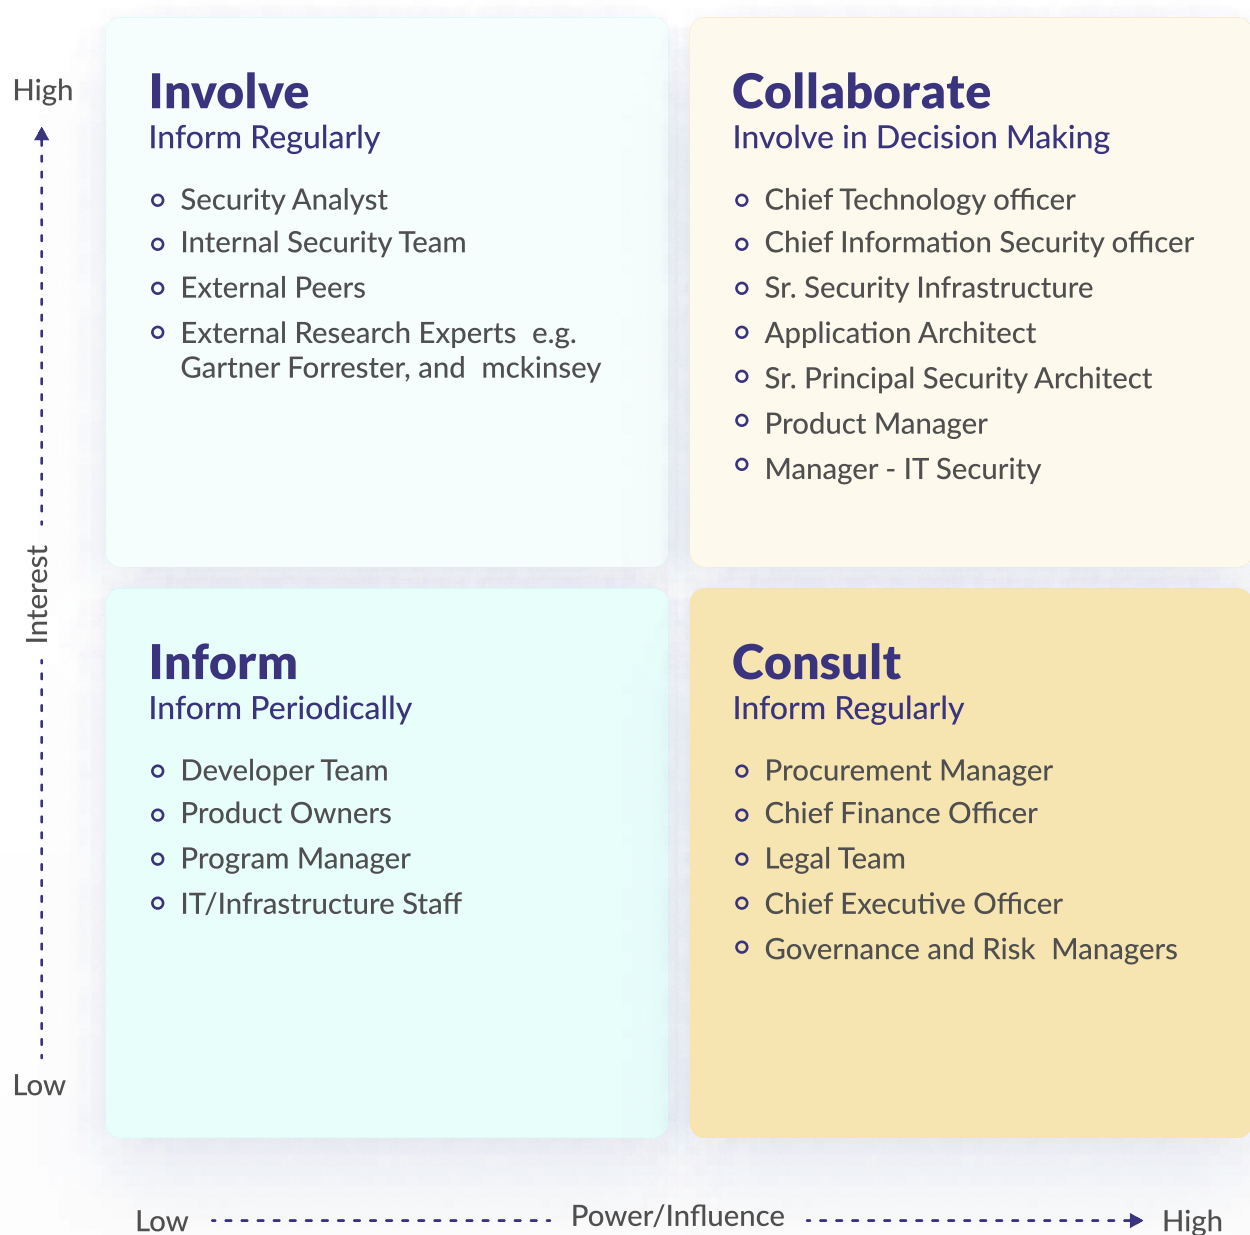 High
Involve
Inform Regularly
Security Analyst
Internal Security Team
External Peers
External Research Experts e.g.
Gartner Forrester, and mckinsey
Collaborate
Involve in Decision Making
Chief Technology officer
Chief Information Security officer
Sr. Security Infrastructure
Application Architect
Sr. Principal Security Architect
Product Manager
Manager - IT Security
Interest
Inform
Inform Periodically
Developer Team
Product Owners
Program Manager
IT/Infrastructure Staff
Consult
Inform Regularly
Procurement Manager
Chief Finance Officer
Legal Team
Chief Executive Officer
Governance and Risk Managers
Low
Low
Power/Influence
High